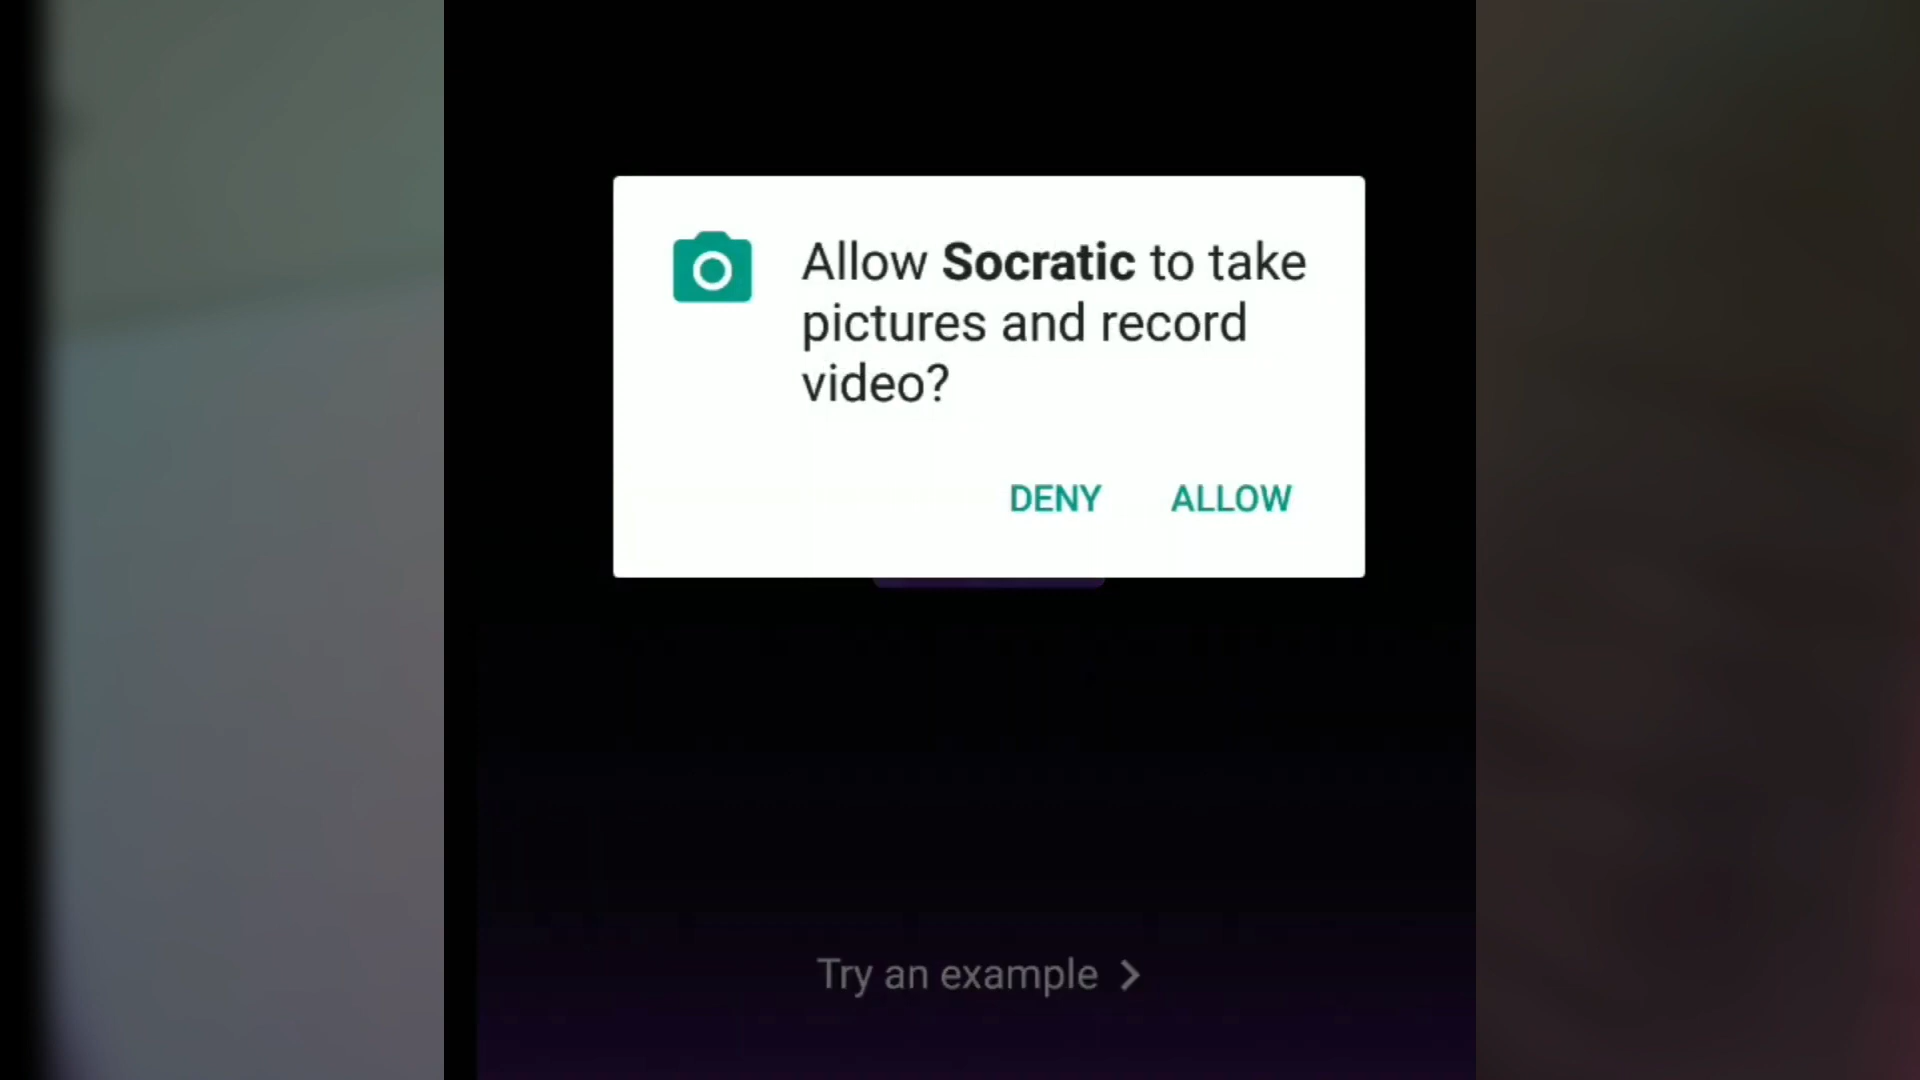 Allow Socratic to take
pictures and record
video?
DENY ALLOW
Try an example